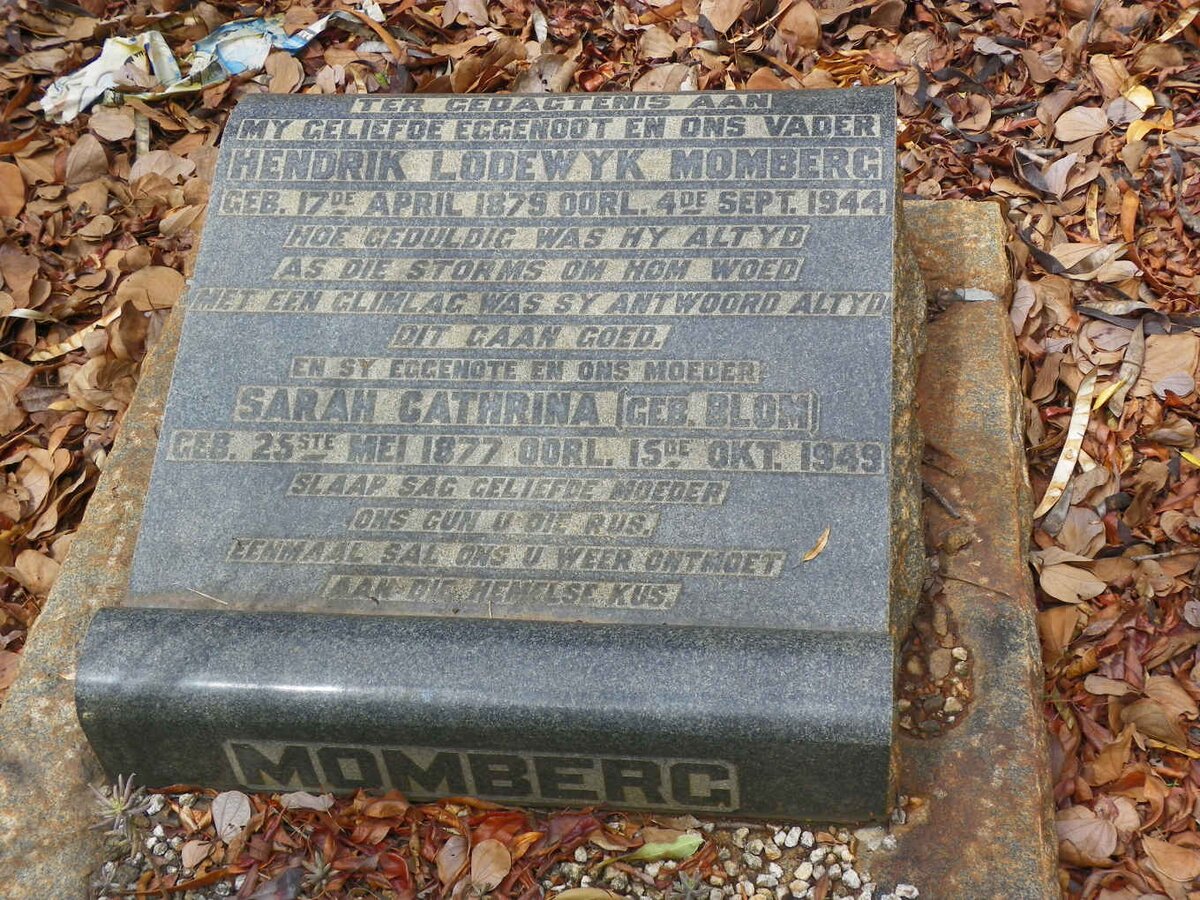 TER GEDAGTENIS AAN
MY GELIEFDE EGGENOOT EN ONS VADER
HENDRIK LODEWYK MOMBERG
GEB. 17DE APRIL 1879 OORL. 4DE SEPT. 1944
HOE GEDULDIG WAS HY ALTYD
AS DIE STORMS OM HOM WOED
MET EEN GLIMLAG WAS SY ANTWOORD ALTYD
DIT GAAN GOED.
EN SY EGGENOTE EN ONS MOEDER
SARAH CATHRINA (GEB. BLOM)
GEB. 25STE MEI 1877 OORL. 15DE OKT. 1949
SLAAP SAG GELIEFDE MOEDER
ONS GUN U DIE RUS.
EENMAAL SAL ONS U WEER ONTMOET
AAN DIE HEMELSE KUS
MOMBERG